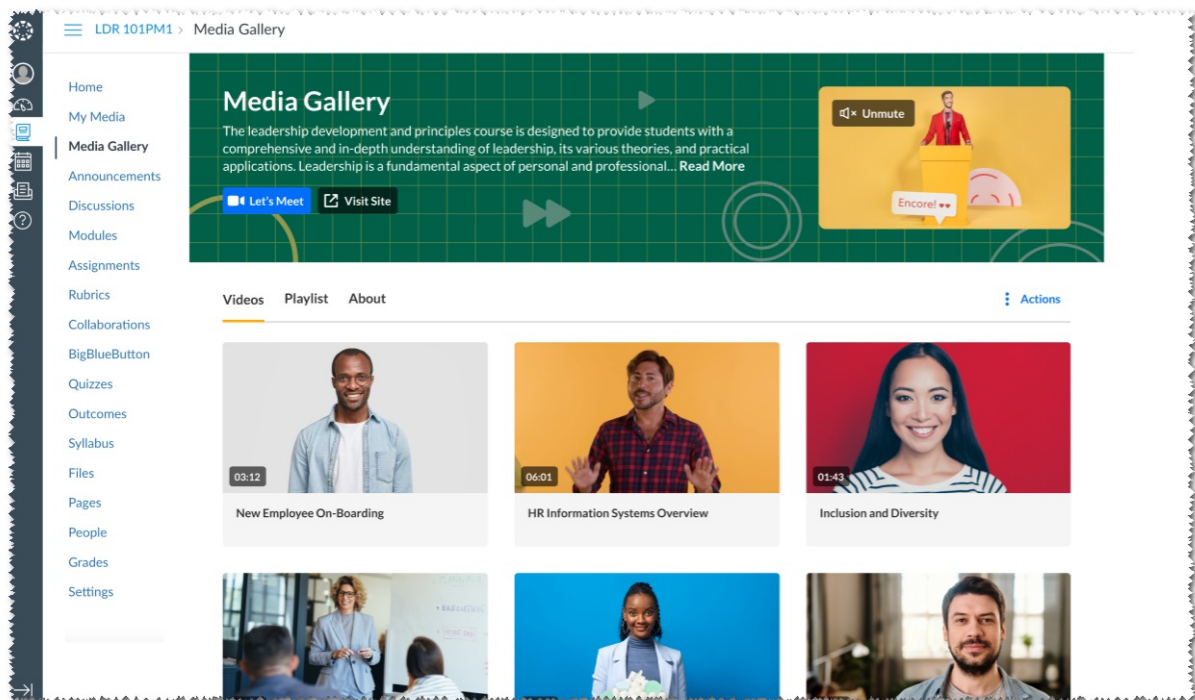 LDR 101PM1 > Media Gallery
Home
My Media
Media Gallery
Announcements
Discussions
Modules
Assignments
Rubrics
Collaborations
BigBlueButton
Quizzes
Outcomes
Syllabus
Files
Pages
People
Grades
Settings
Media Gallery
The leadership development and principles course is designed to provide students with a
comprehensive and in-depth understanding of leadership, its various theories, and practical
applications. Leadership is a fundamental aspect of personal and professional... Read More
Let's Meet
Visit Site
Unmute
Encore!
Videos
Playlist
About
Actions
03:12
06:01
01:43
New Employee On-Boarding
HR Information Systems Overview
Inclusion and Diversity